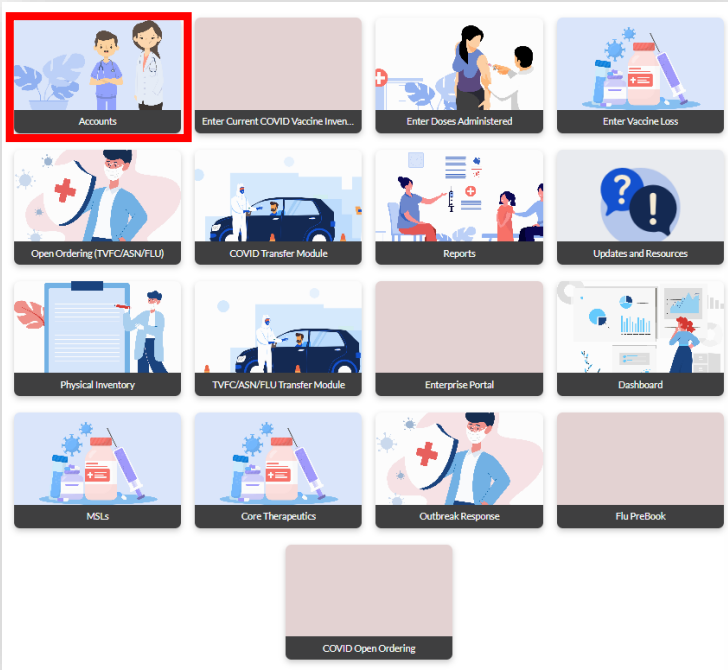 Accounts
Enter Current COVID Vaccine Inven...
Enter Doses Administered
Enter Vaccine Loss
Open Ordering (TVFC/ASN/FLU)
COVID Transfer Module
Reports
Updates and Resources
Physical Inventory
TVFC/ASN/FLU Transfer Module
Enterprise Portal
Dashboard
MSLs
Core Therapeutics
Outbreak Response
Flu PreBook
COVID Open Ordering